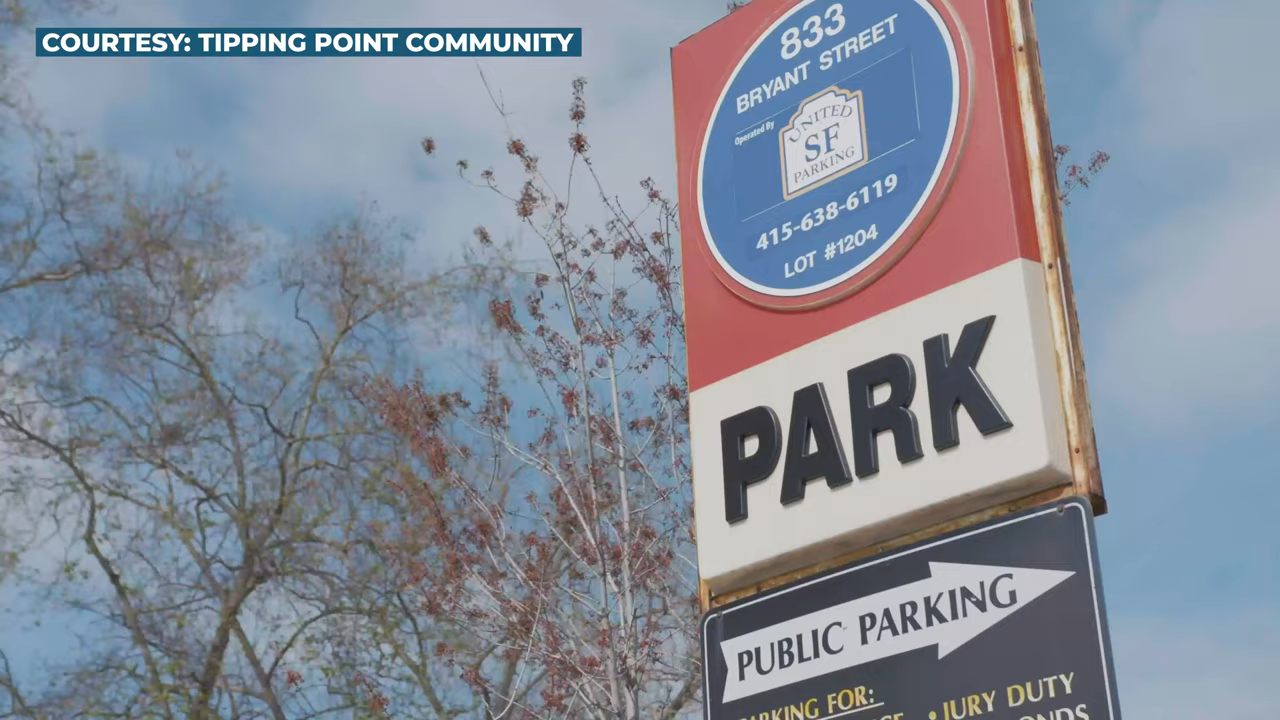 COURTESY: TIPPING POINT COMMUNITY
833
BRYANT STREET
Operated By
UNITED
SF
PARKING
415-638-6119
LOT #1204
PARK
PUBLIC PARKING
PARKING FOR:
• JURY DUTY